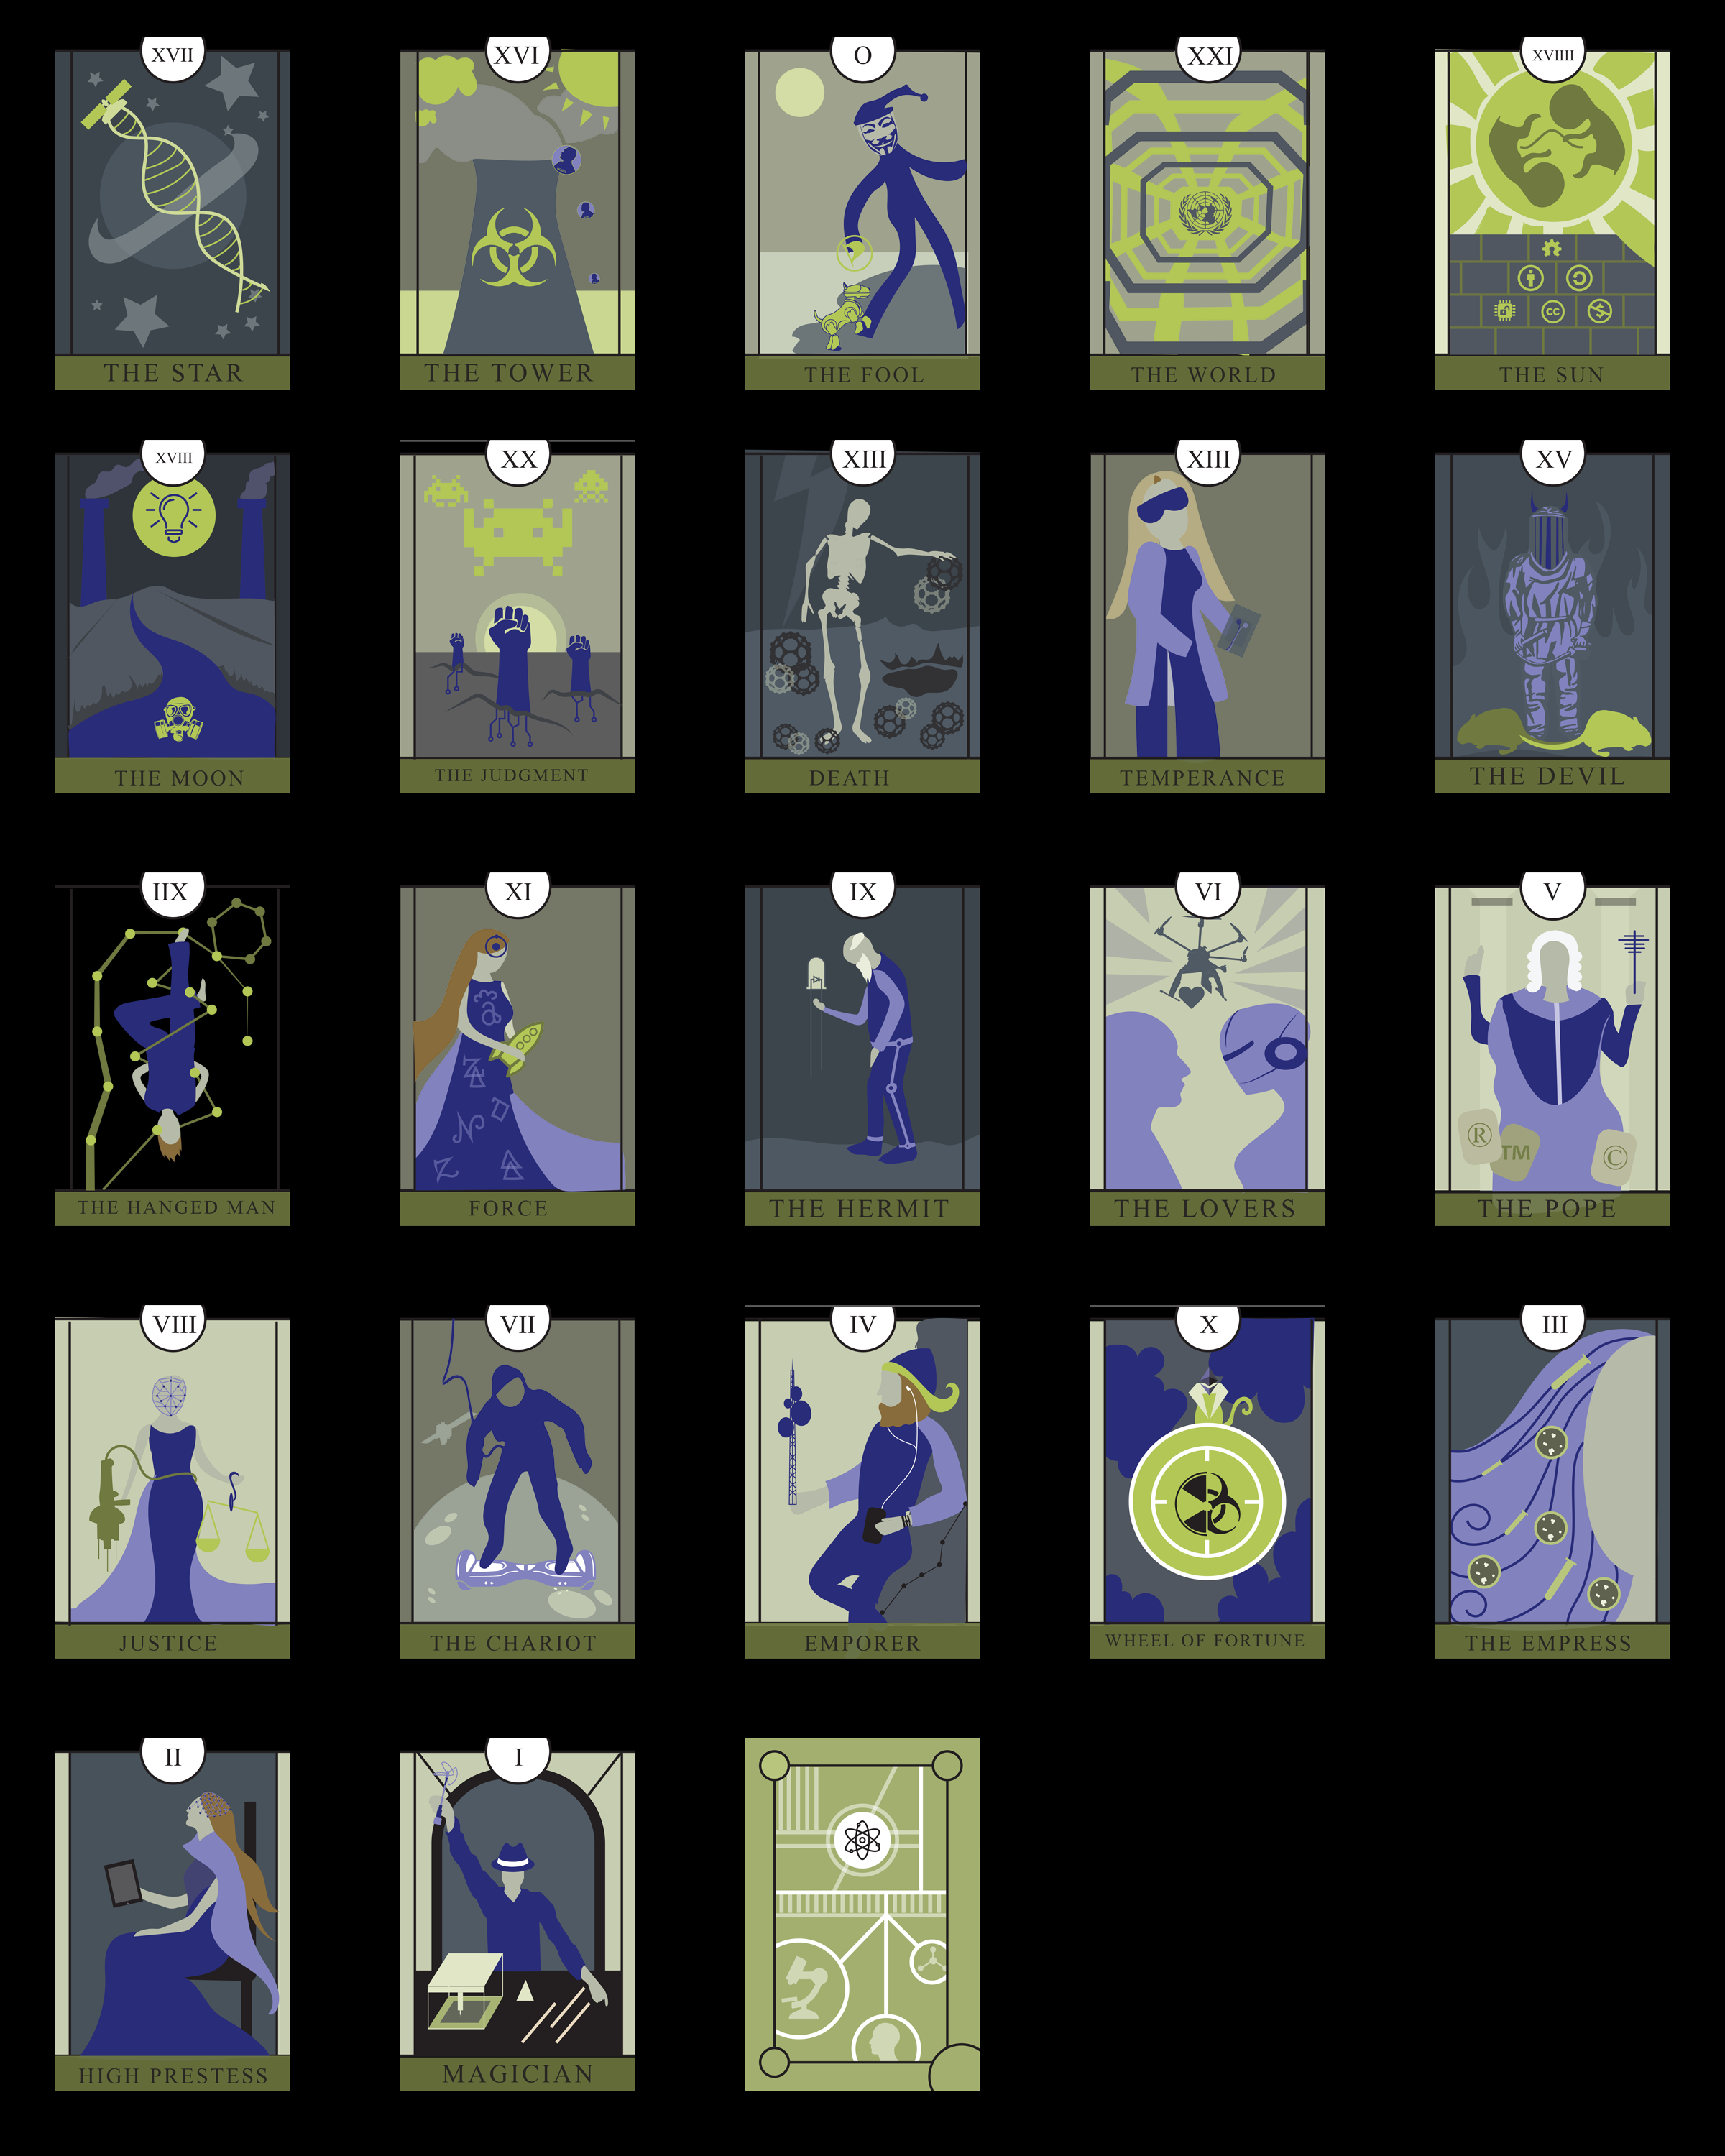 XVII
THE STAR
XVI
THE TOWER
O
THE FOOL
XXI
THE WORLD
XVIIII
cc
$
THE SUN
XVIII
THE MOON
XX
THE JUDGMENT
XIII
DEATH
XIII
TEMPERANCE
XV
THE DEVIL
IIX
THE HANGED MAN
XI
FORCE
IX
THE HERMIT
VI
THE LOVERS
V
®
TM
©
THE POPE
VIII
JUSTICE
VII
THE CHARIOT
IV
EMPORER
X
WHEEL OF FORTUNE
III
THE EMPRESS
II
HIGH PRESTESS
I
MAGICIAN